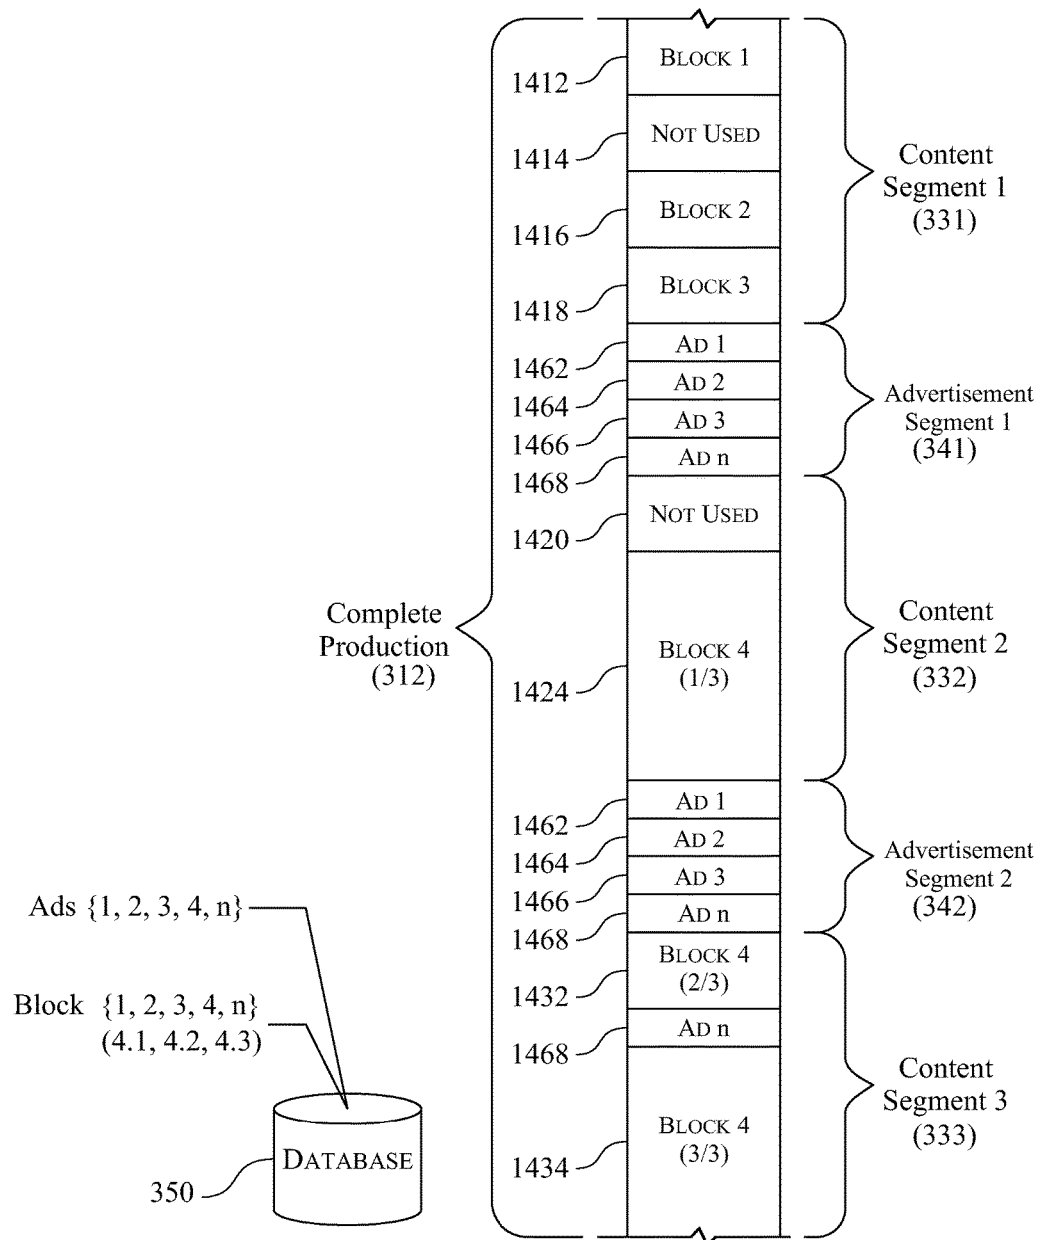 BLOCK 1
1412
NOT USED
1414
Content
Segment 1
(331)
BLOCK 2
1416
BLOCK 3
1418
AD 1
1462
AD 2
1464
Advertisement
Segment 1
(341)
AD 3
1466
AD n
1468
NOT USED
1420
Complete
Production
(312)
Content
Segment 2
(332)
BLOCK 4
(1/3)
1424
AD 1
1462
AD 2
1464
Advertisement
Segment 2
(342)
AD 3
1466
AD n
1468
Ads {1, 2, 3, 4, n}
BLOCK 4
(2/3)
1432
Block {1, 2, 3, 4, n}
(4.1, 4.2, 4.3)
AD n
1468
Content
Segment 3
(333)
BLOCK 4
(3/3)
1434
DATABASE
350